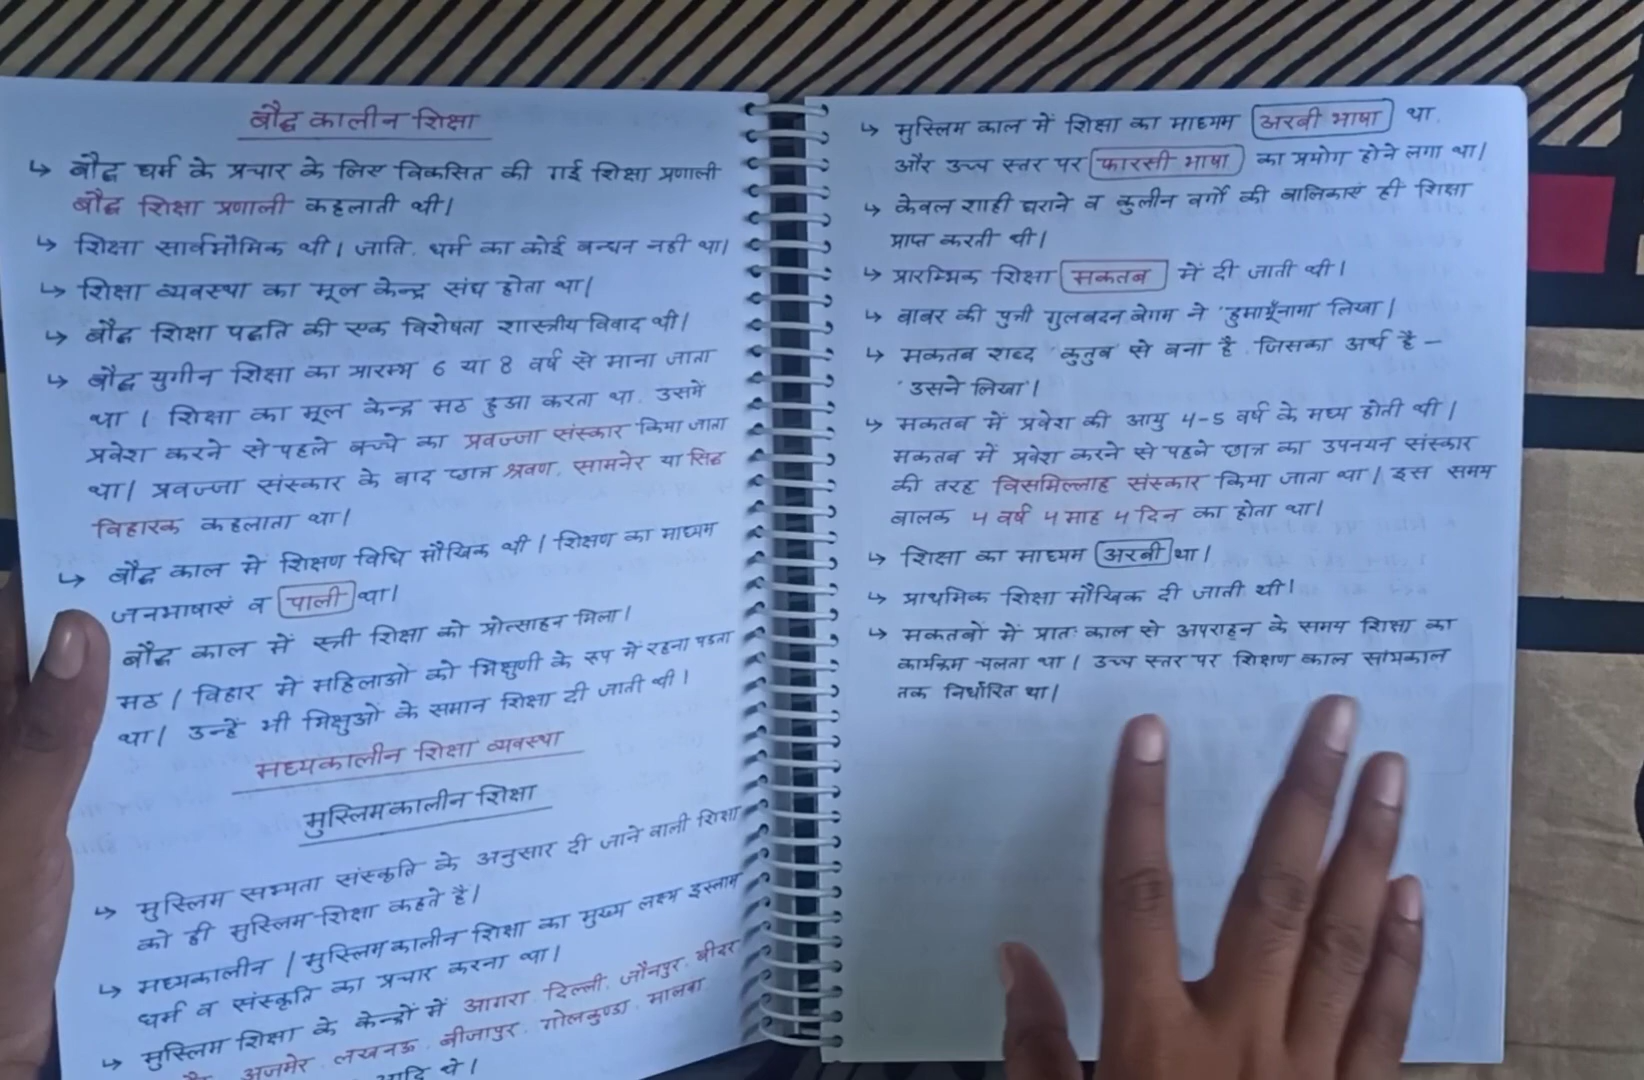 बौद्ध कालीन शिक्षा
↳ बौद्ध धर्म के प्रचार के लिए विकसित की गई शिक्षा प्रणाली
बौद्ध शिक्षा प्रणाली कहलाती थी।
↳ शिक्षा सार्वभौमिक थी। जाति, धर्म का कोई बन्धन नही था।
↳ शिक्षा व्यवस्था का मूल केन्द्र संघ होता था।
↳ बौद्ध शिक्षा पद्धति की एक विशेषता शास्त्रीय विवाद थी।
↳ बौद्ध युगीन शिक्षा का प्रारम्भ 6 या 8 वर्ष से माना जाता
था। शिक्षा का मूल केन्द्र मठ हुआ करता था, उसमें
प्रवेश करने से पहले बच्चे का प्रवज्जा संस्कार किया जाता
था। प्रवज्जा संस्कार के बाद छात्र श्रवण, सामनेर या सिद्ध
विहारक कहलाता था।
↳ बौद्ध काल में शिक्षण विधि मौखिक थी। शिक्षण का माध्यम
जनभाषाएं व पाली था।
बौद्ध काल में स्त्री शिक्षा को प्रोत्साहन मिला।
मठ / विहार में महिलाओं को भिक्षुणी के रूप में रहना पडता
था। उन्हें भी भिक्षुओं के समान शिक्षा दी जाती थी।
मध्यकालीन शिक्षा व्यवस्था
मुस्लिमकालीन शिक्षा
↳ मुस्लिम सभ्यता संस्कृति के अनुसार दी जाने वाली शिक्षा
को ही मुस्लिम-शिक्षा कहते है।
↳ मध्यकालीन / मुस्लिमकालीन शिक्षा का मुख्य लक्ष्य इस्लाम
धर्म व संस्कृति का प्रचार करना था।
↳ मुस्लिम शिक्षा के केन्द्रों में आगरा, दिल्ली, जौनपुर, बीदर
अजमेर, लखनऊ, बीजापुर, गोलकुण्डा, मालवा
आदि थे।
↳ मुस्लिम काल में शिक्षा का माध्यम अरबी भाषा था,
और उच्च स्तर पर फारसी भाषा का प्रयोग होने लगा था।
↳ केवल शाही घराने व कुलीन वर्गों की बालिकाएं ही शिक्षा
प्राप्त करती थी।
↳ प्रारम्भिक शिक्षा मकतब में दी जाती थी।
↳ बाबर की पुत्री गुलबदन बेगम ने 'हुमायूँनामा लिखा।
↳ मकतब शब्द 'कुतुब' से बना है, जिसका अर्थ है –
'उसने लिखा'।
↳ मकतब में प्रवेश की आयु 4-5 वर्ष के मध्य होती थी।
मकतब में प्रवेश करने से पहले छात्र का उपनयन संस्कार
की तरह बिसमिल्लाह संस्कार किया जाता था। इस समय
बालक 4 वर्ष 4 माह 4 दिन का होता था।
↳ शिक्षा का माध्यम अरबी था।
↳ प्राथमिक शिक्षा मौखिक दी जाती थी।
↳ मकतबों में प्रातः काल से अपराहन के समय शिक्षा का
कार्यक्रम चलता था। उच्च स्तर पर शिक्षण काल सांयकाल
तक निर्धारित था।